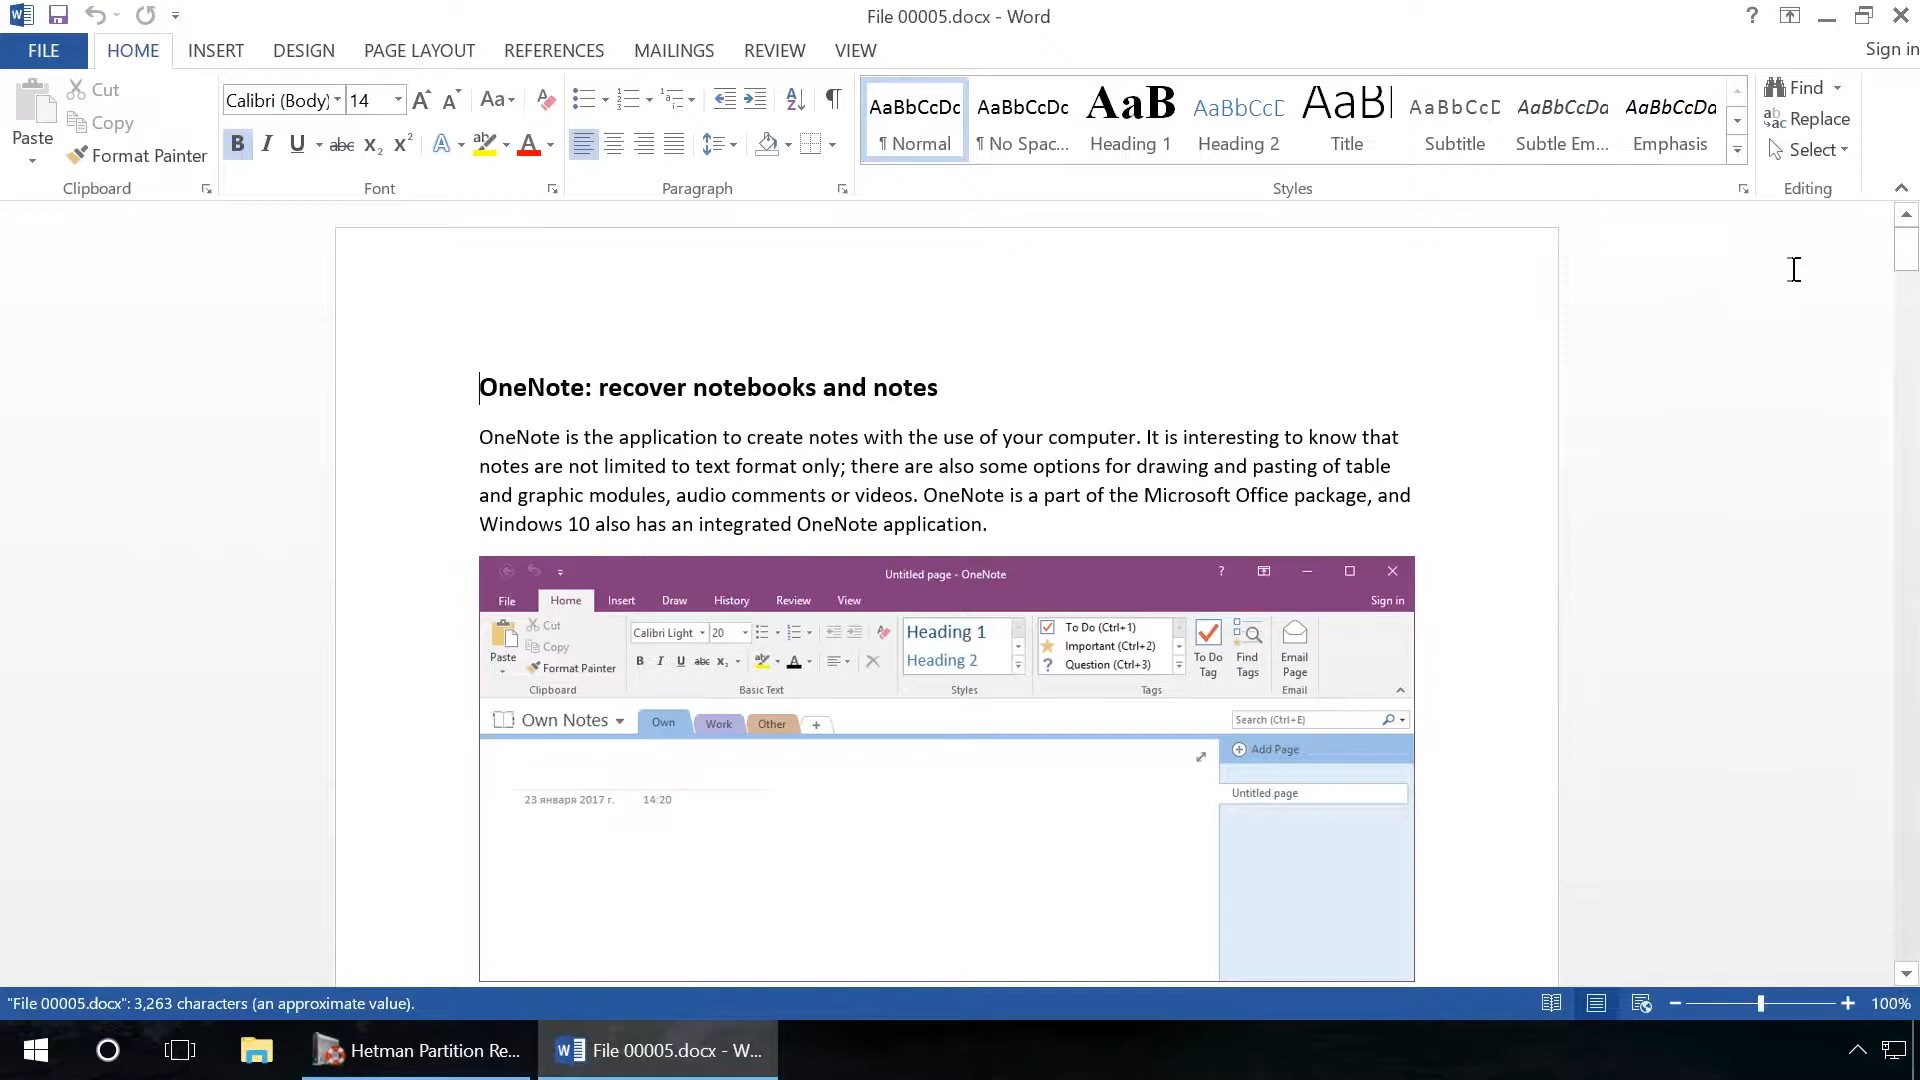 File 00005.docx - Word
?
FILE HOME INSERT DESIGN PAGE LAYOUT REFERENCES MAILINGS REVIEW VIEW Sign in
Paste
Cut
Copy
Format Painter
Clipboard
Calibri (Body) 14 A A Aa
B I U abc X₂ X² A ab A
Font
Paragraph
AaBbCcDc AaBbCcDc AaB AaBbCcD AaB AaBbCcD AaBbCcDa AaBbCcDa
¶ Normal ¶ No Spac... Heading 1 Heading 2 Title Subtitle Subtle Em... Emphasis
Styles
Find
Replace
Select
Editing
OneNote: recover notebooks and notes
OneNote is the application to create notes with the use of your computer. It is interesting to know that
notes are not limited to text format only; there are also some options for drawing and pasting of table
and graphic modules, audio comments or videos. OneNote is a part of the Microsoft Office package, and
Windows 10 also has an integrated OneNote application.
Untitled page - OneNote
?
File Home Insert Draw History Review View Sign in
Paste
Cut
Copy
Format Painter
Clipboard
Calibri Light 20
B I U abc X₂ ab A
Basic Text
Heading 1
Heading 2
Styles
To Do (Ctrl+1)
Important (Ctrl+2)
? Question (Ctrl+3)
To Do
Tag
Find
Tags
Tags
Email
Page
Email
Own Notes Own Work Other +
Search (Ctrl+E)
Add Page
Untitled page
23 января 2017 г. 14:20
"File 00005.docx": 3,263 characters (an approximate value).
100%
Hetman Partition Re...
File 00005.docx - W...